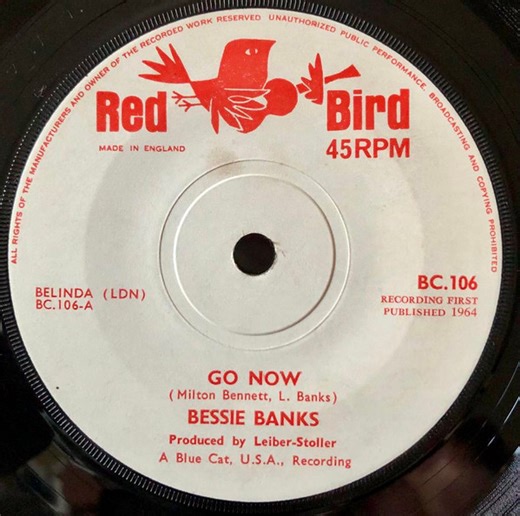 ALL RIGHTS OF THE MANUFACTURERS AND OWNER OF THE RECORDED WORK RESERVED UNAUTHORIZED PUBLIC PERFORMANCE, BROADCASTING AND COPYING PROHIBITED
Red Bird
MADE IN ENGLAND
45RPM
BELINDA (LDN)
BC.106-A
BC.106
RECORDING FIRST
PUBLISHED 1964
GO NOW
(Milton Bennett, L. Banks)
BESSIE BANKS
Produced by Leiber-Stoller
A Blue Cat, U.S.A., Recording